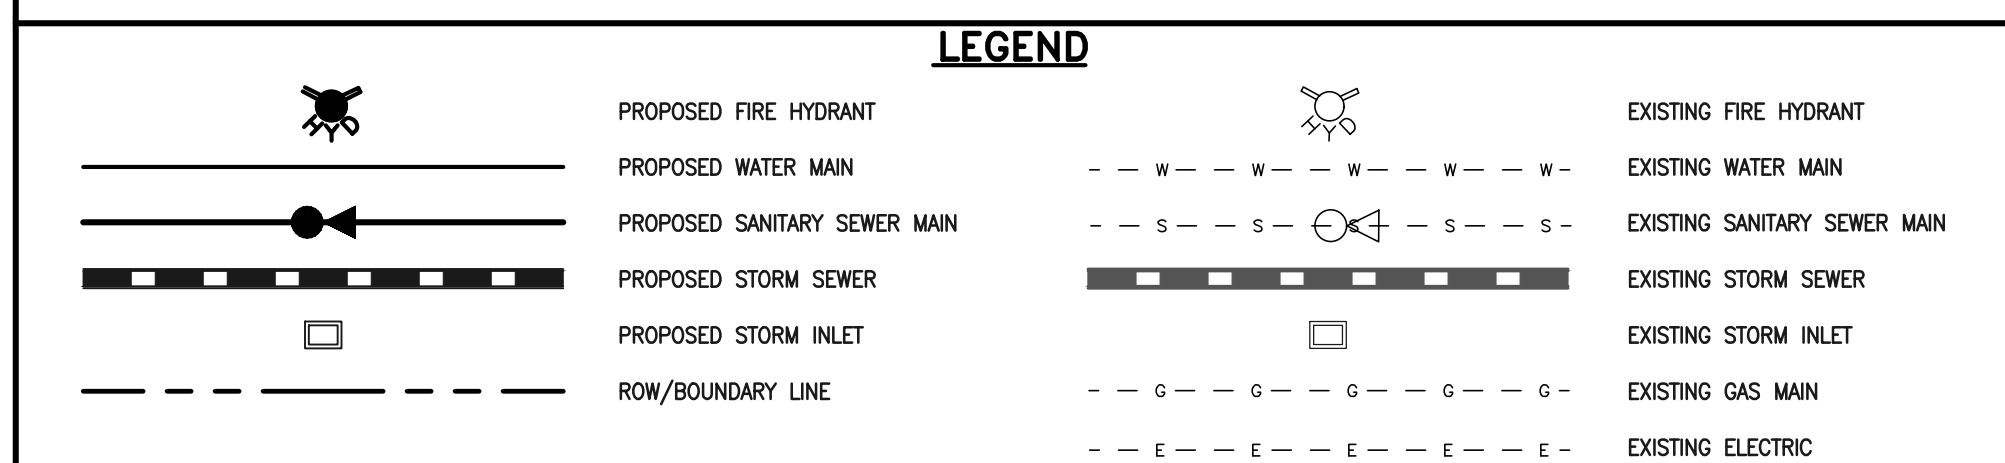 LEGEND
HYD PROPOSED FIRE HYDRANT HYD EXISTING FIRE HYDRANT
PROPOSED WATER MAIN W W W W W EXISTING WATER MAIN
PROPOSED SANITARY SEWER MAIN S S S S S EXISTING SANITARY SEWER MAIN
PROPOSED STORM SEWER EXISTING STORM SEWER
PROPOSED STORM INLET EXISTING STORM INLET
ROW/BOUNDARY LINE G G G G G EXISTING GAS MAIN
E E E E E EXISTING ELECTRIC